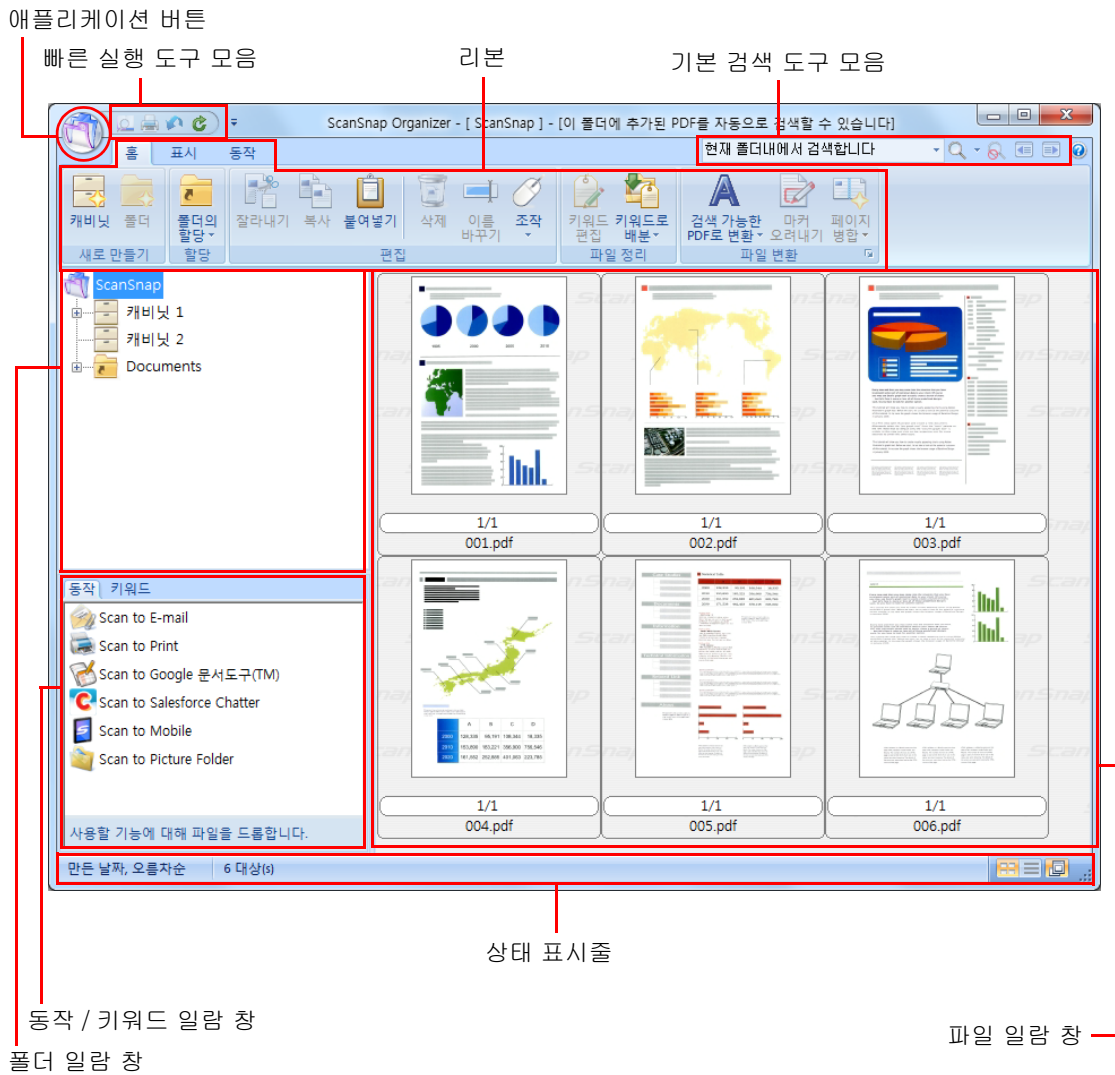 애플리케이션 버튼
빠른 실행 도구 모음
리본
기본 검색 도구 모음
ScanSnap Organizer - [ ScanSnap ] - [이 폴더에 추가된 PDF를 자동으로 검색할 수 있습니다]
홈 표시 동작
현재 폴더내에서 검색합니다
캐비닛 폴더 폴더의 할당 잘라내기 복사 붙여넣기 삭제 이름 바꾸기 조작 키워드 편집 키워드로 배분 검색 가능한 PDF로 변환 마커 오려내기 페이지 병합
새로 만들기 할당 편집 파일 정리 파일 변환
ScanSnap
캐비닛 1
캐비닛 2
Documents
1/1 1/1 1/1
001.pdf 002.pdf 003.pdf
동작 키워드
Scan to E-mail
Scan to Print
Scan to Google 문서도구(TM)
Scan to Salesforce Chatter
Scan to Mobile
Scan to Picture Folder
1/1 1/1 1/1
004.pdf 005.pdf 006.pdf
사용할 기능에 대해 파일을 드롭합니다.
만든 날짜, 오름차순 6 대상(s)
상태 표시줄
동작 / 키워드 일람 창
파일 일람 창
폴더 일람 창